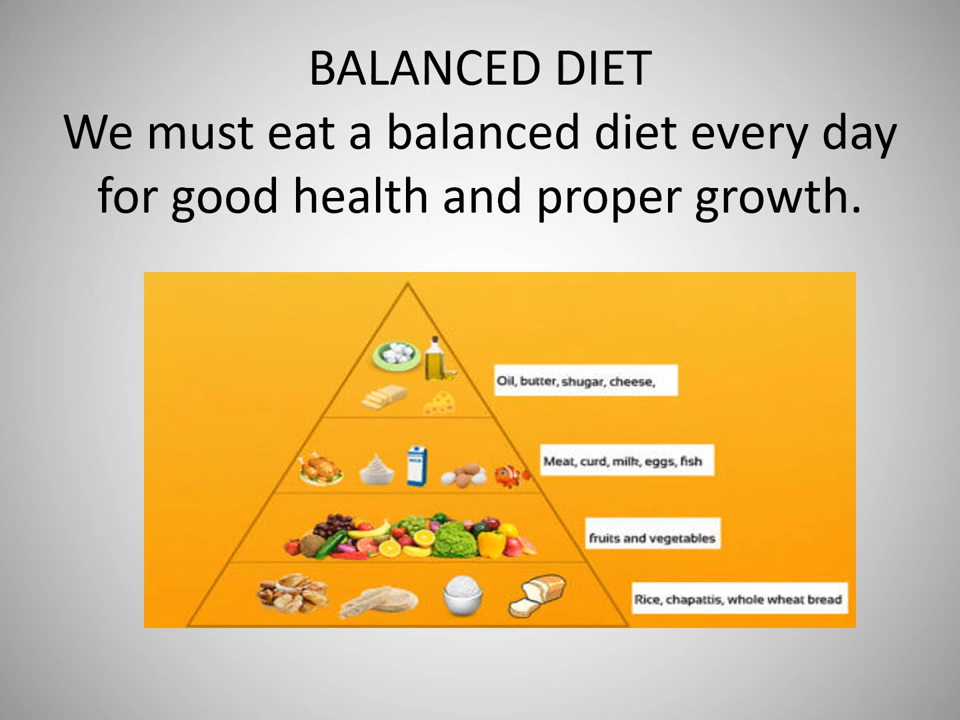 BALANCED DIET
We must eat a balanced diet every day
for good health and proper growth.
Oil, butter, shugar, cheese,
Meat, curd, milk, eggs, fish
fruits and vegetables
Rice, chapattis, whole wheat bread